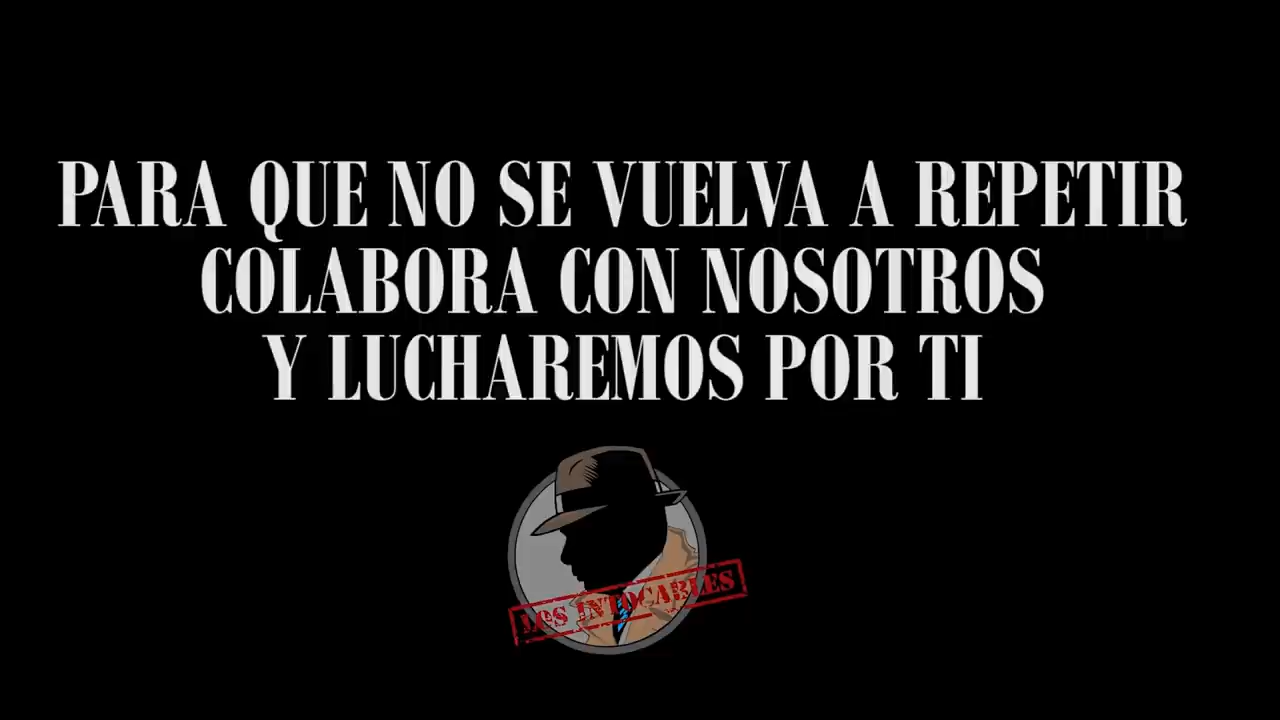 PARA QUE NO SE VUELVA A REPETIR
COLABORA CON NOSOTROS
Y LUCHAREMOS POR TI
LOS INTOCABLES